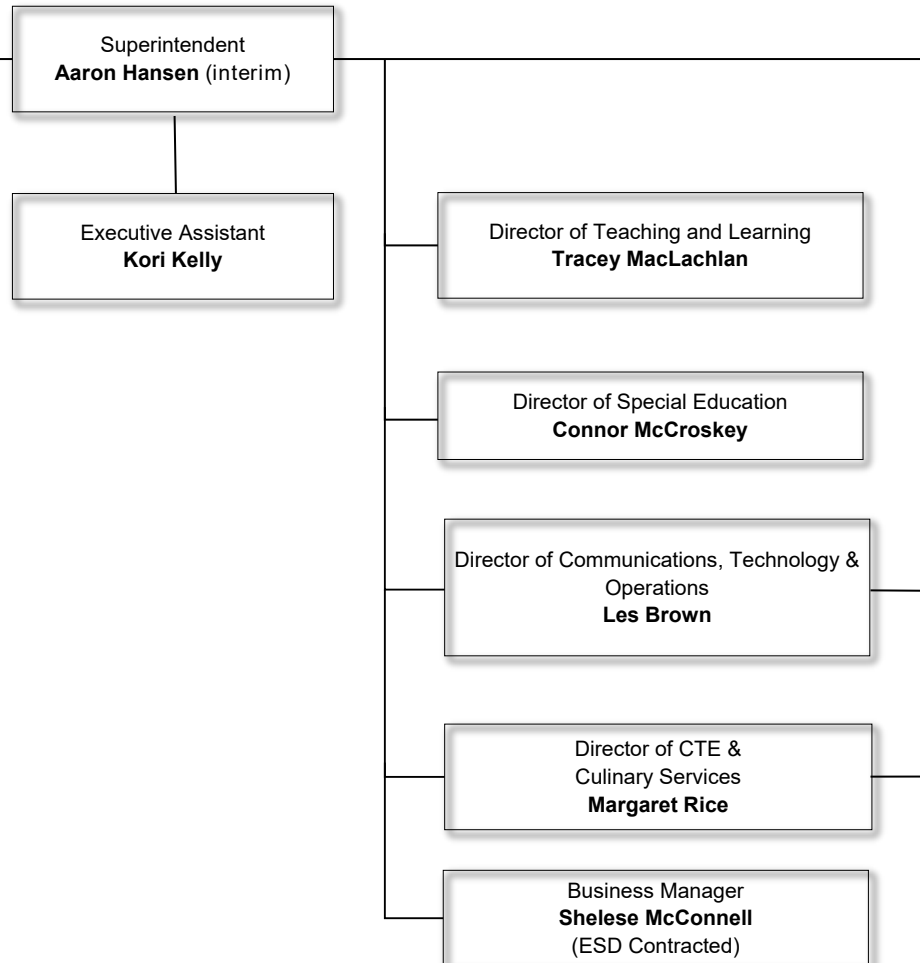 Superintendent
Aaron Hansen (interim)
Executive Assistant
Kori Kelly
Director of Teaching and Learning
Tracey MacLachlan
Director of Special Education
Connor McCroskey
Director of Communications, Technology &
Operations
Les Brown
Director of CTE &
Culinary Services
Margaret Rice
Business Manager
Shelese McConnell
(ESD Contracted)